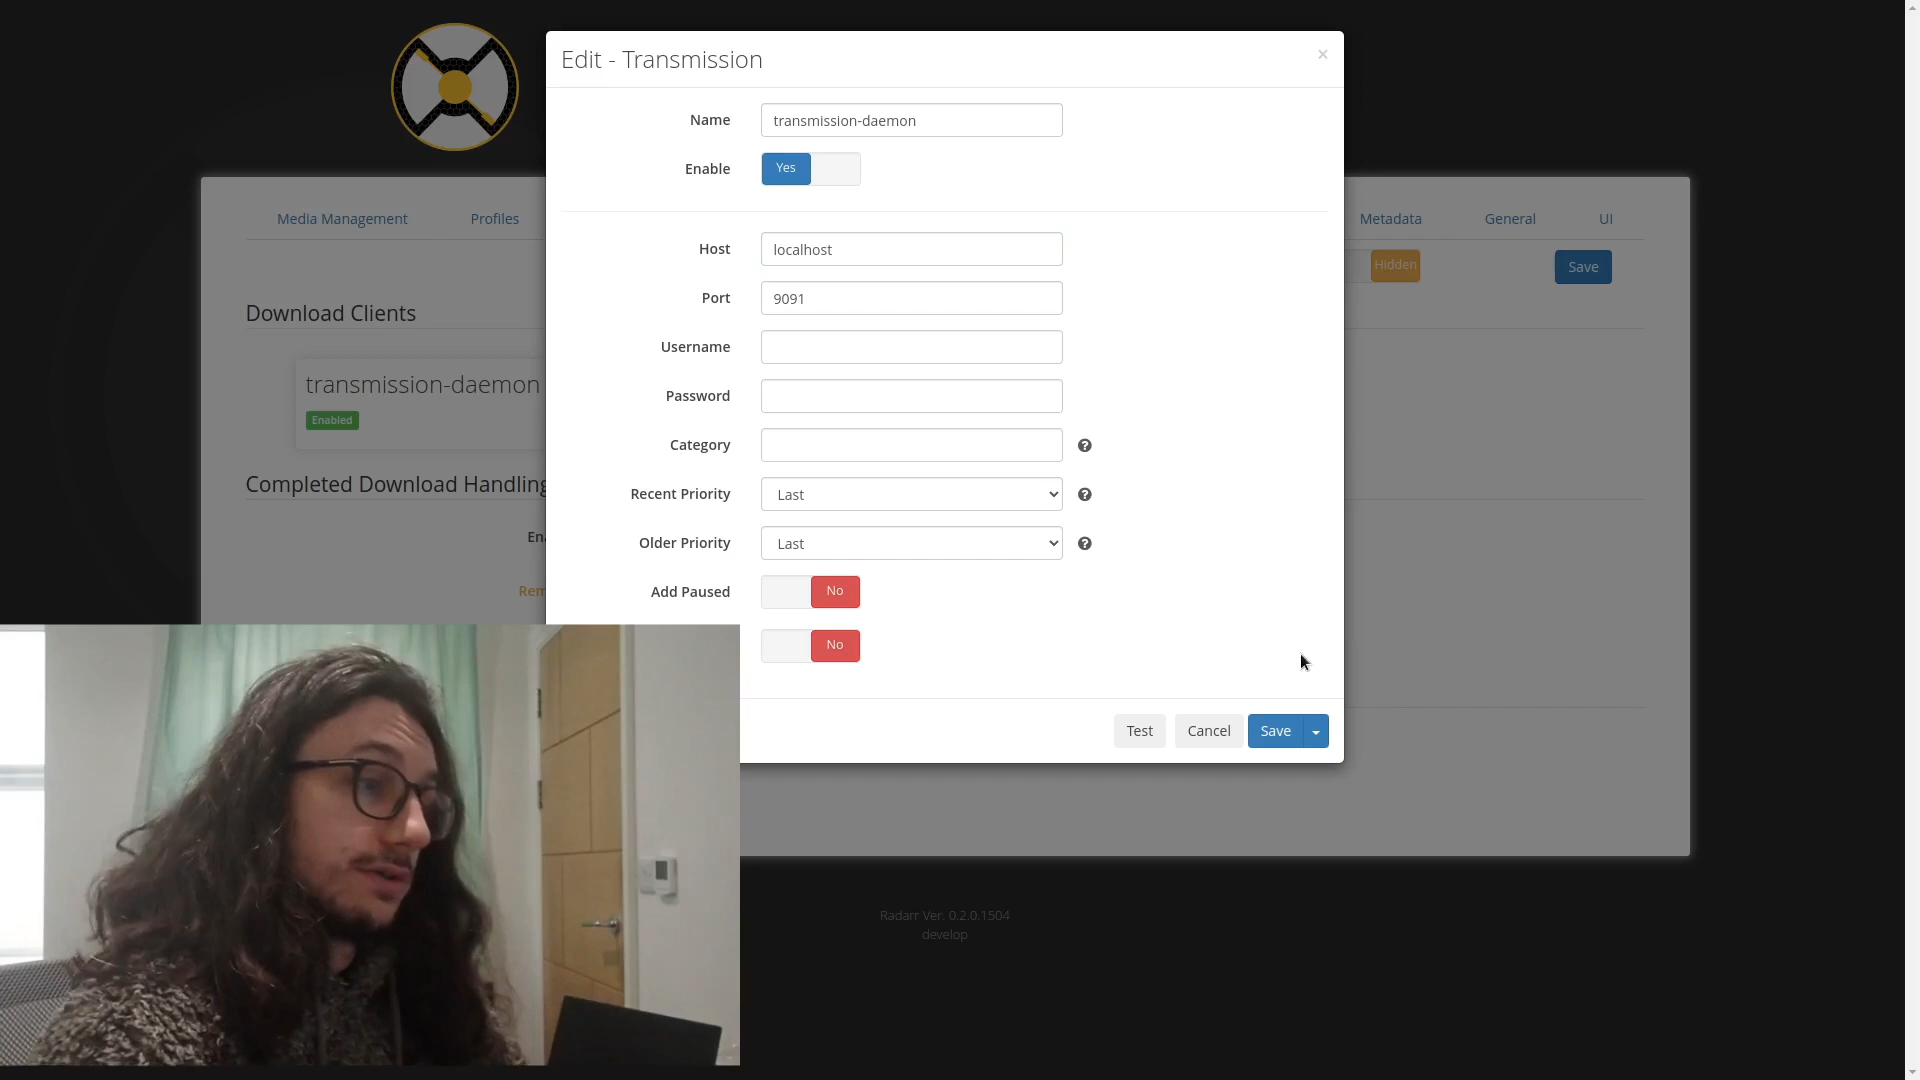 Edit - Transmission
×
Name
transmission-daemon
Enable
Yes
Media Management
Profiles
Metadata
General
UI
Host
localhost
Hidden
Save
Port
9091
Download Clients
Username
transmission-daemon
Enabled
Password
Category
Completed Download Handling
Recent Priority
Last
Ena
Older Priority
Last
Rem
Add Paused
No
No
Test
Cancel
Save
Radarr Ver. 0.2.0.1504
develop